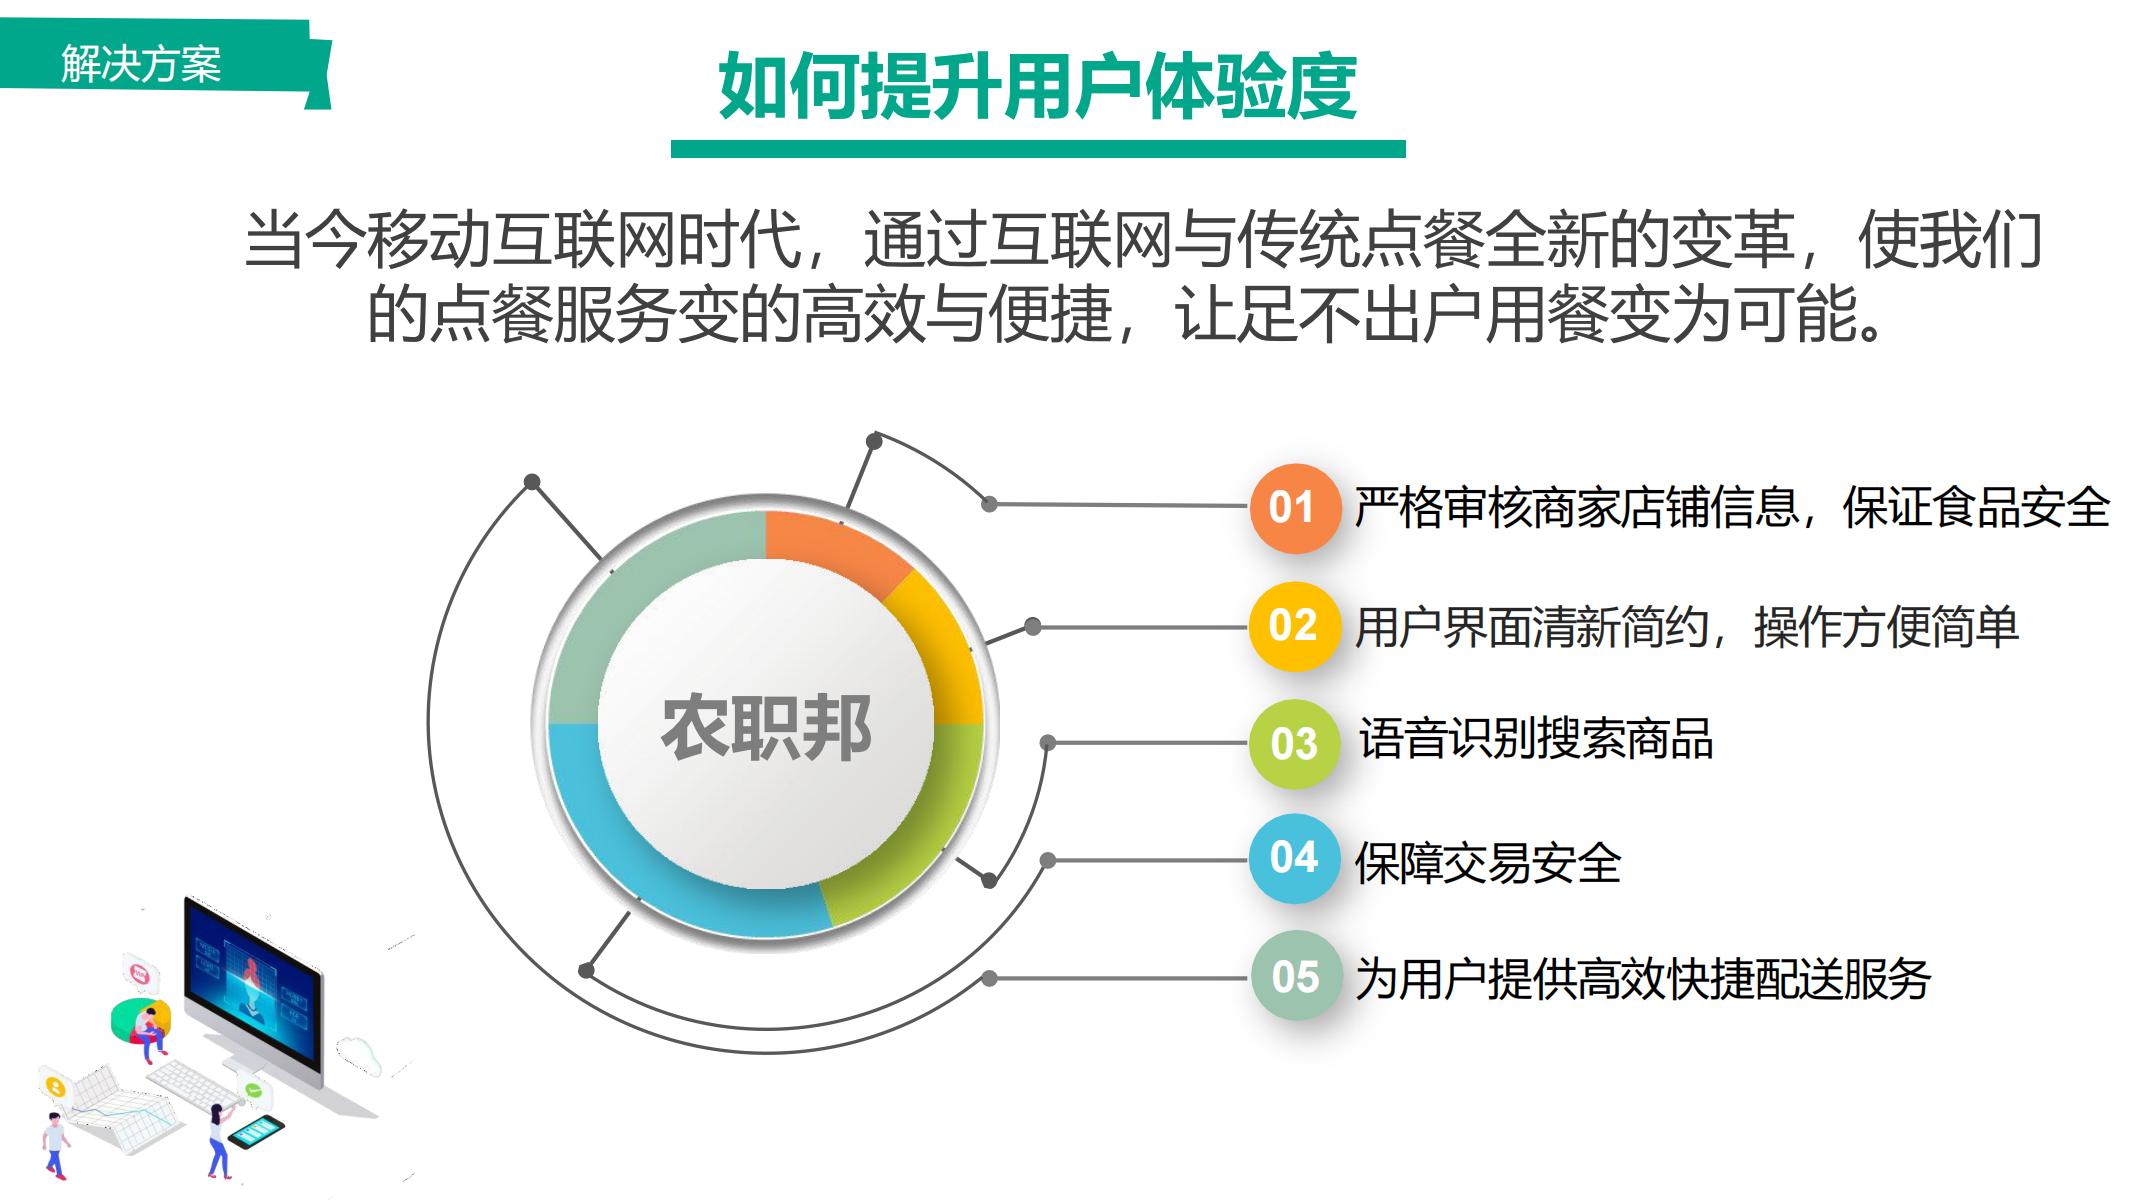 解决方案
如何提升用户体验度
当今移动互联网时代，通过互联网与传统点餐全新的变革，使我们
的点餐服务变的高效与便捷，让足不出户用餐变为可能。
农职邦
01 严格审核商家店铺信息，保证食品安全
02 用户界面清新简约，操作方便简单
03 语音识别搜索商品
04 保障交易安全
05 为用户提供高效快捷配送服务